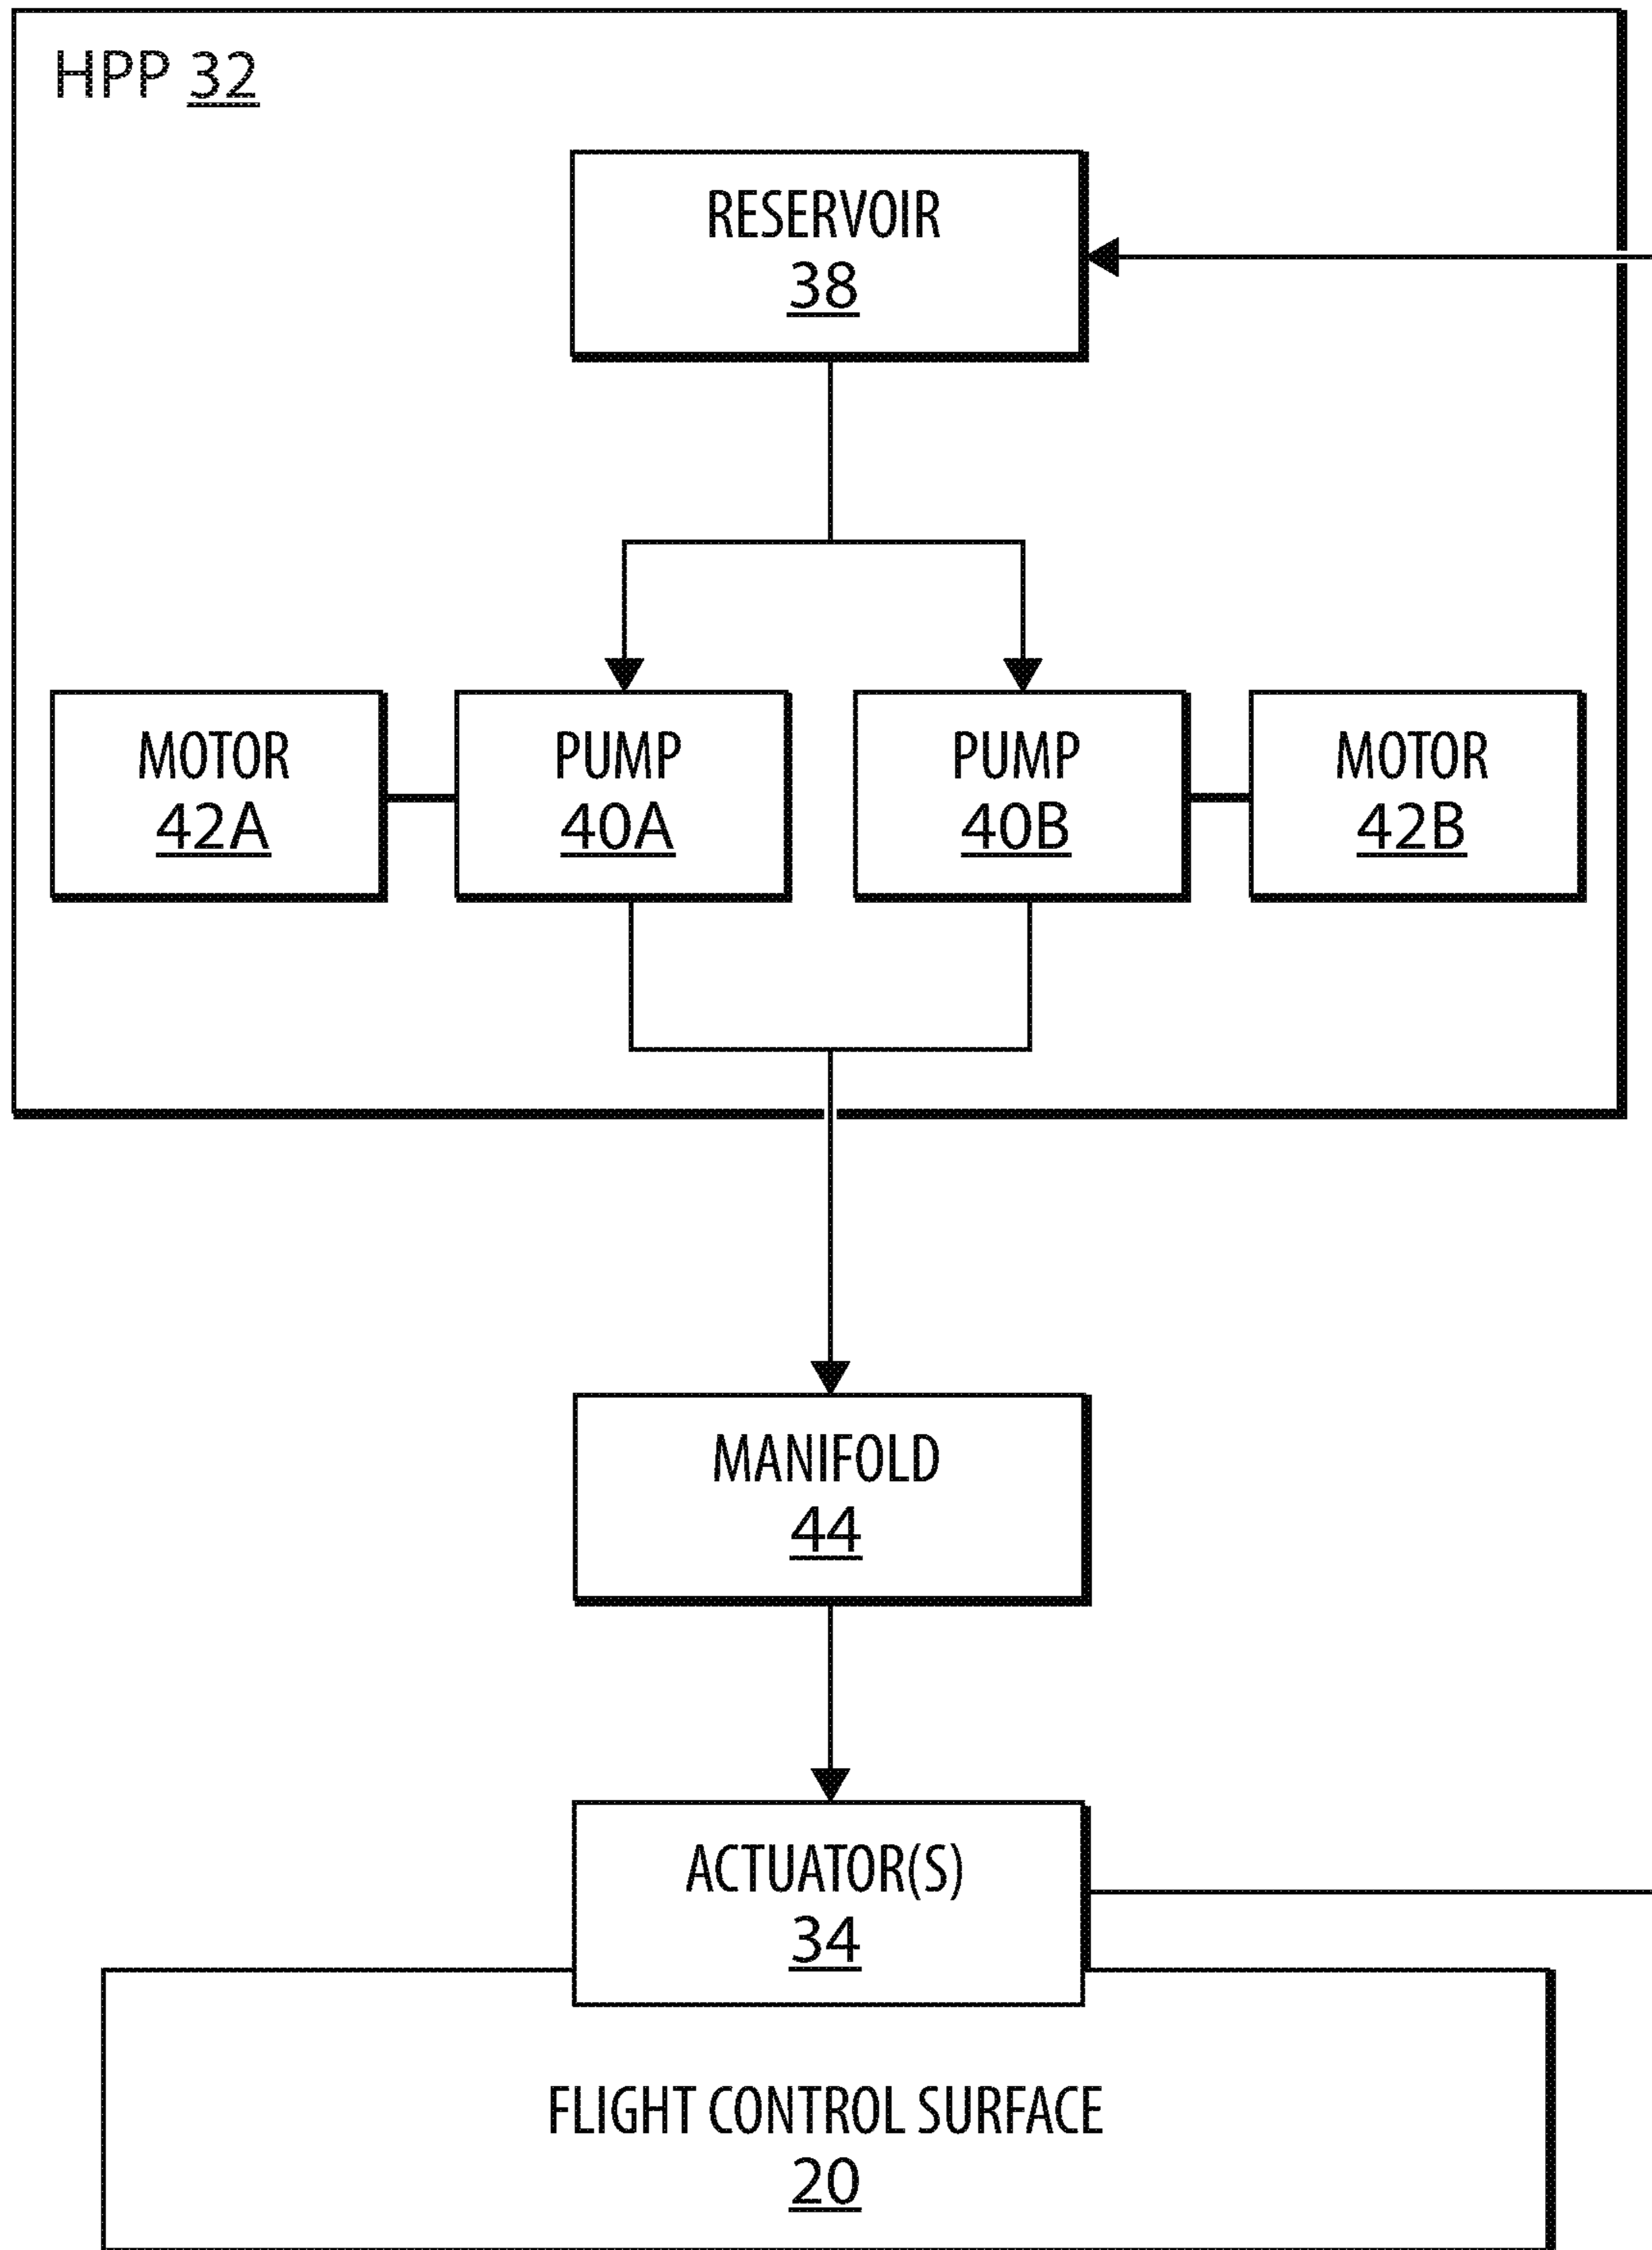 HPP 32
RESERVOIR
38
MOTOR
42A
PUMP
40A
PUMP
40B
MOTOR
42B
MANIFOLD
44
ACTUATOR(S)
34
FLIGHT CONTROL SURFACE
20